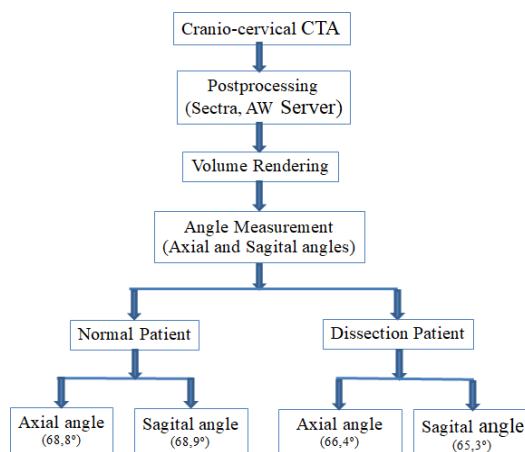 Cranio-cervical CTA
Postprocessing
(Sectra, AW Server)
Volume Rendering
Angle Measurement
(Axial and Sagital angles)
Normal Patient
Dissection Patient
Axial angle
(68,8°)
Sagital angle
(68,9°)
Axial angle
(66,4°)
Sagital angle
(65,3°)